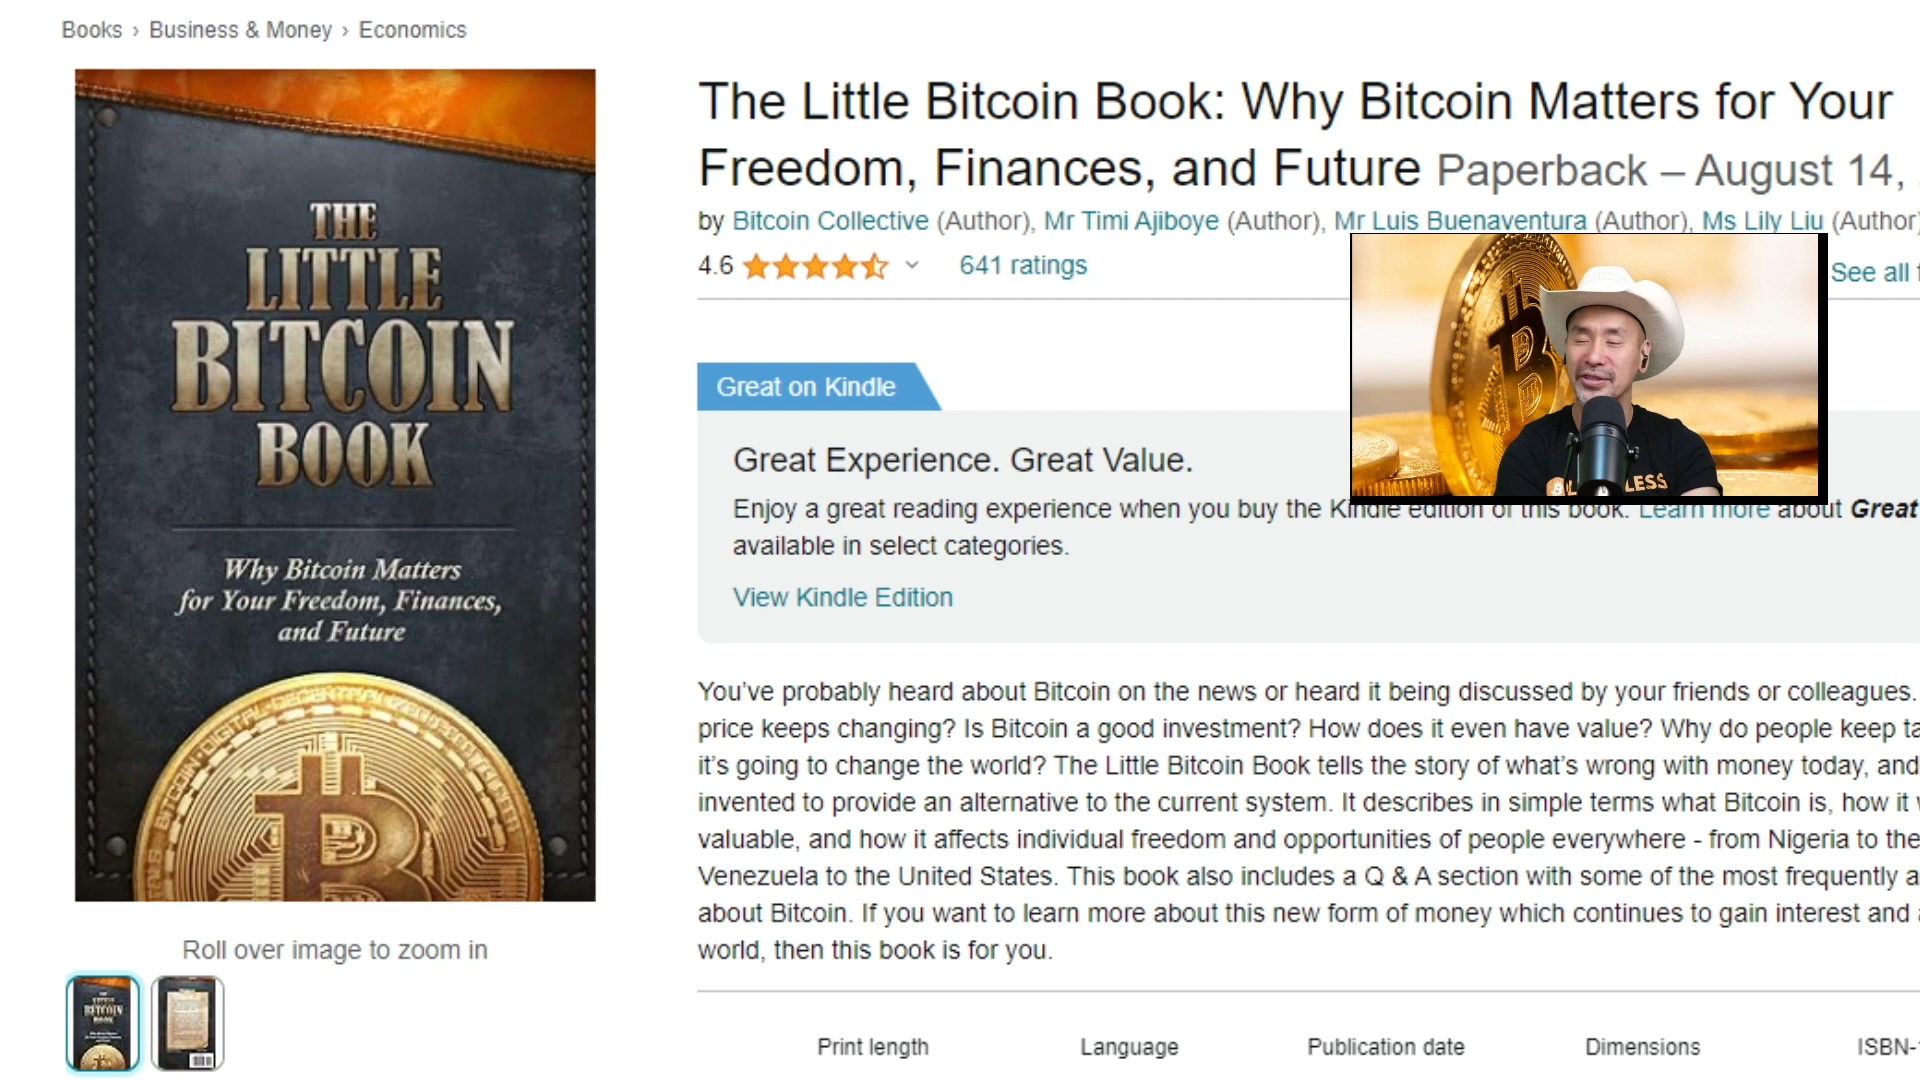 Books › Business & Money › Economics
THE
LITTLE
BITCOIN
BOOK
Why Bitcoin Matters
for Your Freedom, Finances,
and Future
Roll over image to zoom in
The Little Bitcoin Book: Why Bitcoin Matters for Your
Freedom, Finances, and Future Paperback – August 14,
by Bitcoin Collective (Author), Mr Timi Ajiboye (Author), Mr Luis Buenaventura (Author), Ms Lily Liu (Author)
4.6 641 ratings
See all
Great on Kindle
Great Experience. Great Value.
Enjoy a great reading experience when you buy the Kindle edition of this book. Learn more about Great
available in select categories.
View Kindle Edition
LESS
You’ve probably heard about Bitcoin on the news or heard it being discussed by your friends or colleagues.
price keeps changing? Is Bitcoin a good investment? How does it even have value? Why do people keep ta
it’s going to change the world? The Little Bitcoin Book tells the story of what’s wrong with money today, and
invented to provide an alternative to the current system. It describes in simple terms what Bitcoin is, how it
valuable, and how it affects individual freedom and opportunities of people everywhere - from Nigeria to the
Venezuela to the United States. This book also includes a Q & A section with some of the most frequently a
about Bitcoin. If you want to learn more about this new form of money which continues to gain interest and
world, then this book is for you.
Print length Language Publication date Dimensions ISBN-